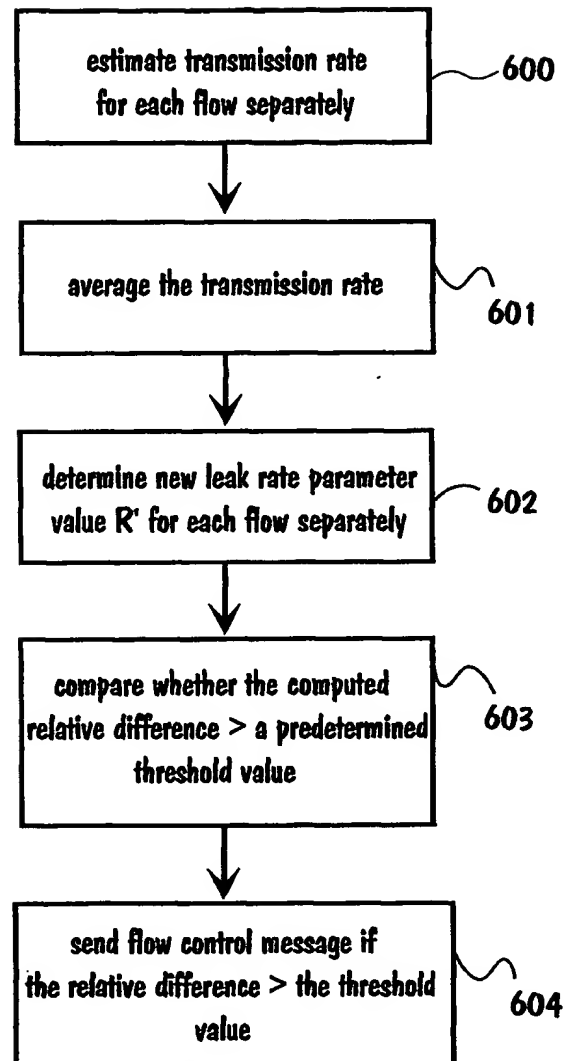 estimate transmission rate
for each flow separately
600
average the transmission rate
601
determine new leak rate parameter
value R' for each flow separately
602
compare whether the computed
relative difference > a predetermined
threshold value
603
send flow control message if
the relative difference > the threshold
value
604